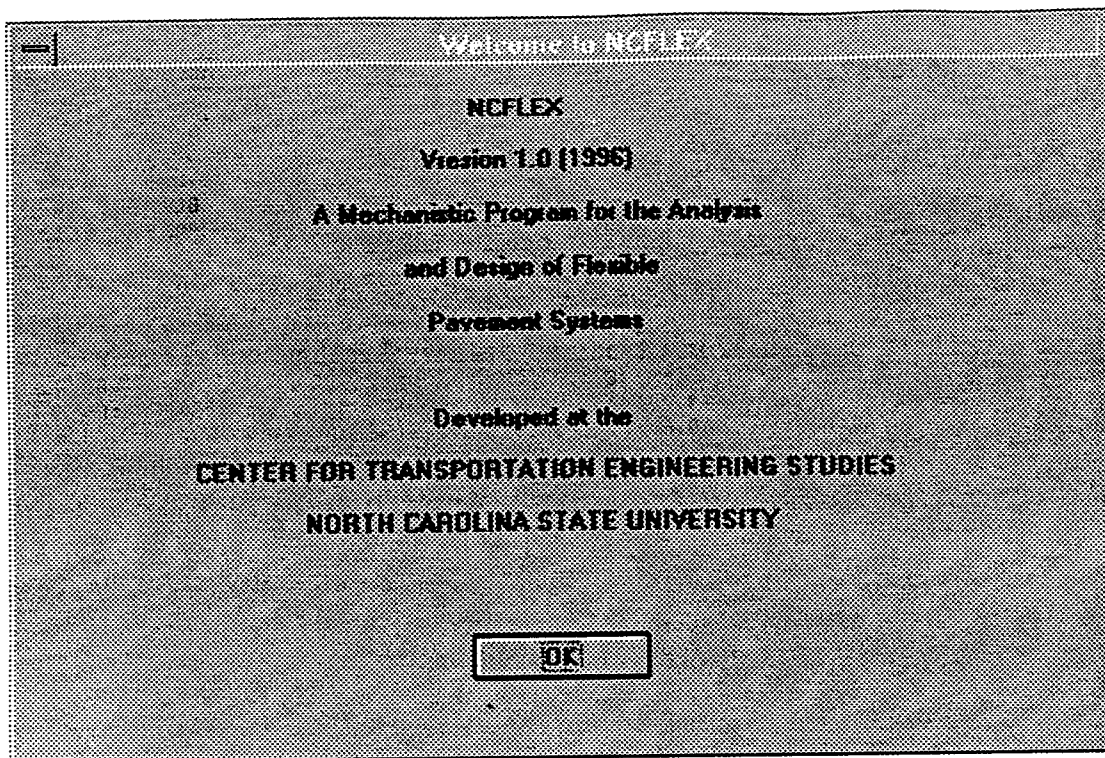 Welcome to NCFLEX
NCFLEX
Vresion 1.0 (1996)
A Mechanistic Program for the Analysis
and Design of Flexible
Pavement Systems
Developed at the
CENTER FOR TRANSPORTATION ENGINEERING STUDIES
NORTH CAROLINA STATE UNIVERSITY
OK